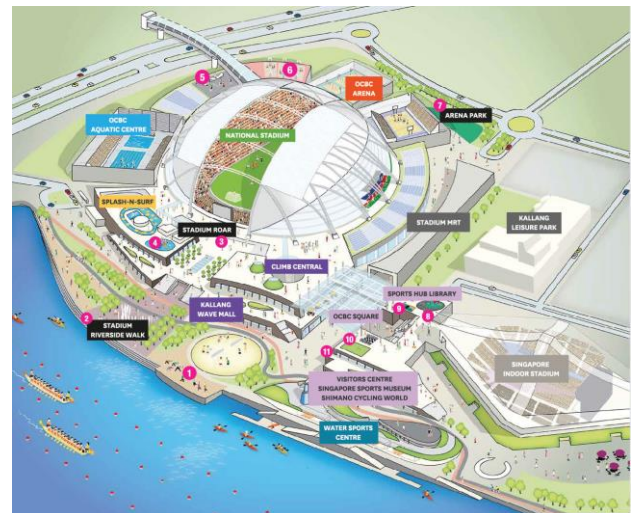 5
6
OCBC
ARENA
7
ARENA PARK
OCBC
AQUATIC CENTRE
NATIONAL STADIUM
SPLASH-N-SURF
4
STADIUM ROAR
3
STADIUM MRT
KALLANG
LEISURE PARK
CLIMB CENTRAL
KALLANG
WAVE MALL
SPORTS HUB LIBRARY
9
8
OCBC SQUARE
10
11
2
STADIUM
RIVERSIDE WALK
1
SINGAPORE
INDOOR STADIUM
VISITORS CENTRE
SINGAPORE SPORTS MUSEUM
SHIMANO CYCLING WORLD
WATER SPORTS
CENTRE